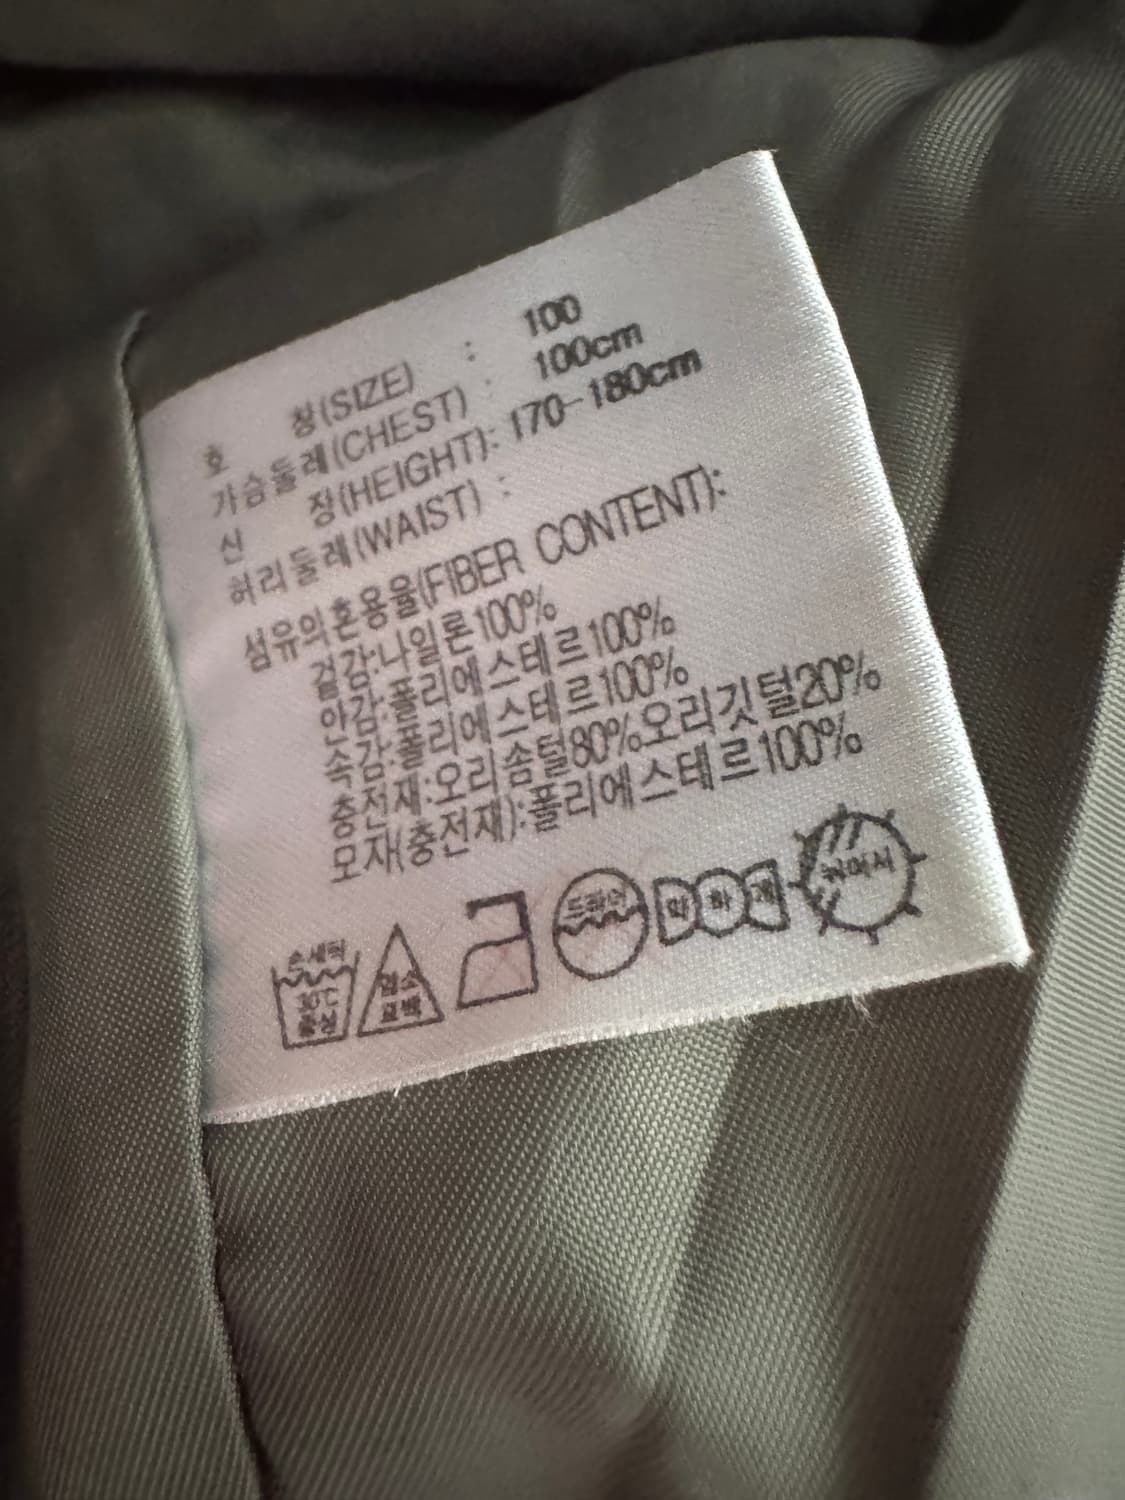 호 칭(SIZE) : 100
가슴둘레(CHEST) : 100cm
신 장(HEIGHT): 170-180cm
허리둘레(WAIST) :
섬유의혼용율(FIBER CONTENT):
겉감:나일론100%
안감:폴리에스테르100%
속감:폴리에스테르100%
충전재:오리솜털80%오리깃털20%
모자(충전재):폴리에스테르100%
손세탁
30℃
중성
염소
표백
드라이
약하게
뉘어서